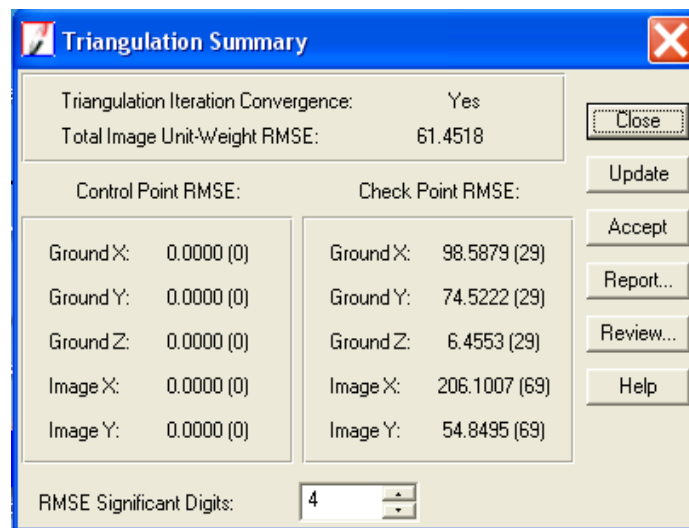 Triangulation Summary
Triangulation Iteration Convergence: Yes
Total Image Unit-Weight RMSE: 61.4518
Control Point RMSE:
Ground X: 0.0000 (0)
Ground Y: 0.0000 (0)
Ground Z: 0.0000 (0)
Image X: 0.0000 (0)
Image Y: 0.0000 (0)
Check Point RMSE:
Ground X: 98.5879 (29)
Ground Y: 74.5222 (29)
Ground Z: 6.4553 (29)
Image X: 206.1007 (69)
Image Y: 54.8495 (69)
RMSE Significant Digits: 4
Close
Update
Accept
Report...
Review...
Help